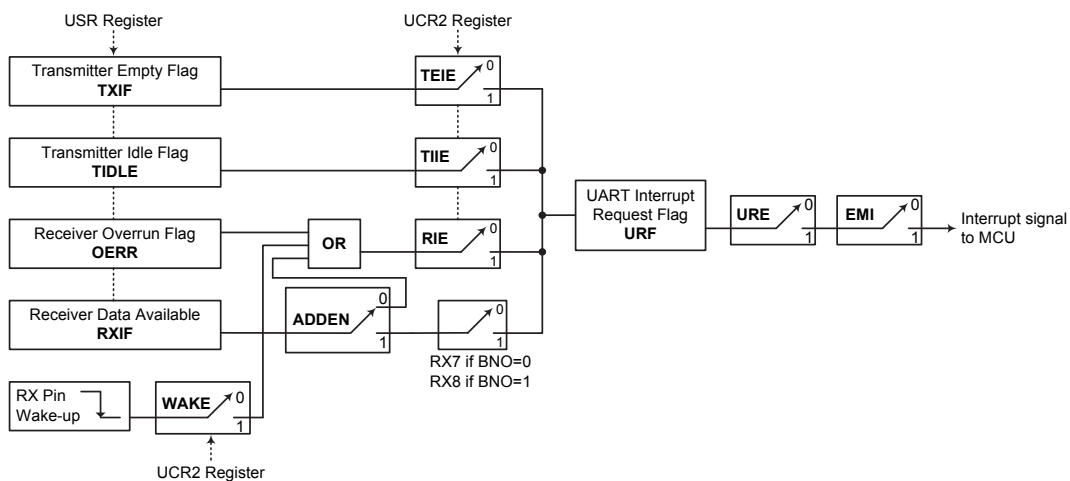 USR Register
UCR2 Register
Transmitter Empty Flag
TXIF
TEIE
0
1
Transmitter Idle Flag
TIDLE
TIIE
0
1
UART Interrupt
Request Flag
URF
URE
0
1
EMI
0
1
Interrupt signal
to MCU
Receiver Overrun Flag
OERR
OR
RIE
0
1
Receiver Data Available
RXIF
ADDEN
0
1
0
1
RX7 if BNO=0
RX8 if BNO=1
RX Pin
Wake-up
WAKE
0
1
UCR2 Register